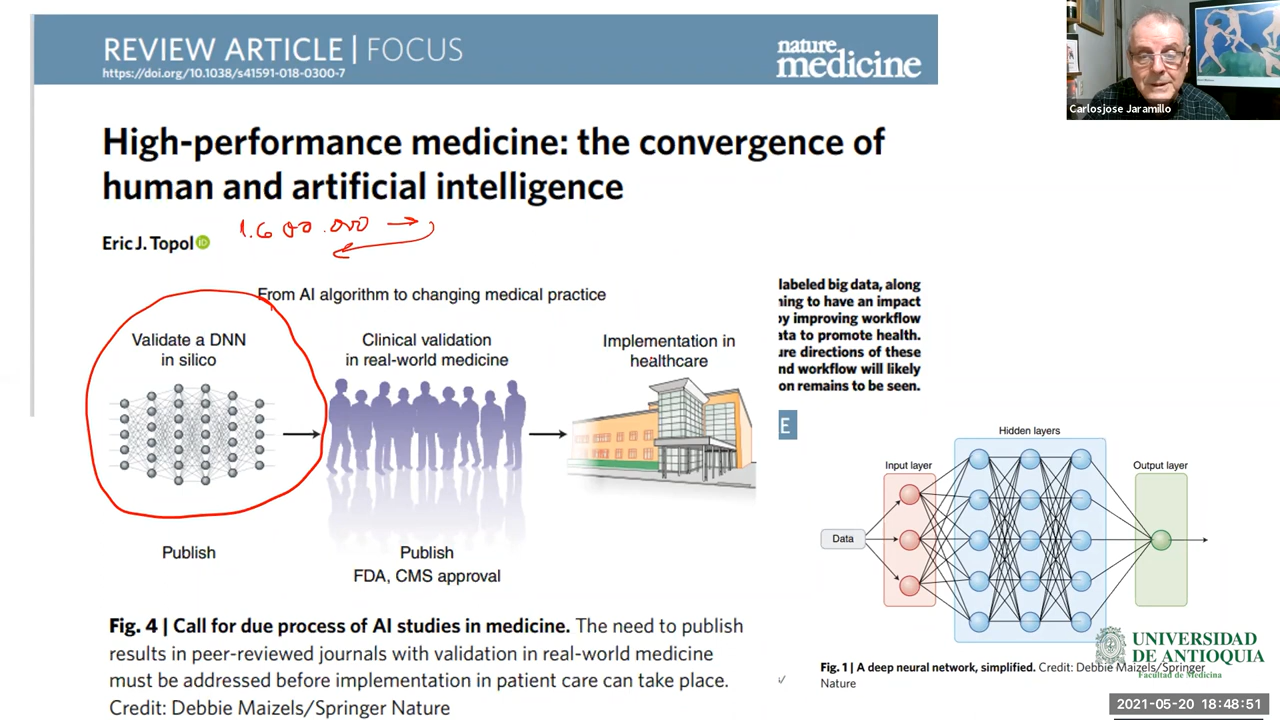 REVIEW ARTICLE | FOCUS
https://doi.org/10.1038/s41591-018-0300-7
nature
medicine
Carlosjose Jaramillo
High-performance medicine: the convergence of
human and artificial intelligence
1.600.000
Eric J. Topol
iD
From AI algorithm to changing medical practice
Validate a DNN
in silico
Clinical validation
in real-world medicine
Implementation in
healthcare
Publish
Publish
FDA, CMS approval
Fig. 4 | Call for due process of AI studies in medicine. The need to publish
results in peer-reviewed journals with validation in real-world medicine
must be addressed before implementation in patient care can take place.
Credit: Debbie Maizels/Springer Nature
labeled big data, along
ning to have an impact
by improving workflow
ata to promote health.
ure directions of these
nd workflow will likely
on remains to be seen.
E
Hidden layers
Input layer
Output layer
Data
Fig. 1 | A deep neural network, simplified. Credit: Debbie Maizels/Springer
Nature
UNIVERSIDAD
DE ANTIOQUIA
Facultad de Medicina
2021-05-20 18:48:51